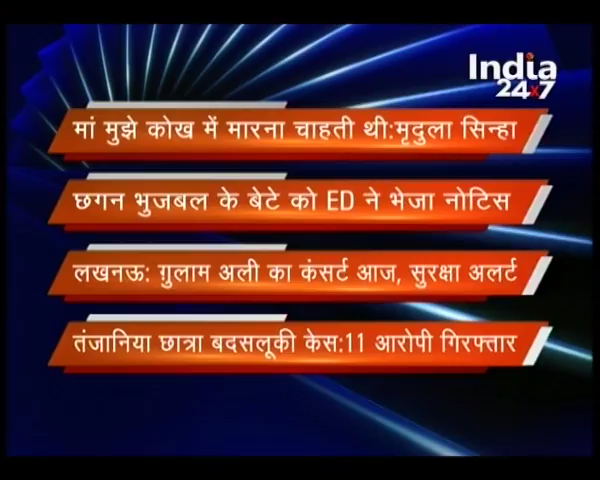 India
24x7
मां मुझे कोख में मारना चाहती थी:मृदुला सिन्हा
छगन भुजबल के बेटे को ED ने भेजा नोटिस
लखनऊ: ग़ुलाम अली का कंसर्ट आज, सुरक्षा अलर्ट
तंजानिया छात्रा बदसलूकी केस:11 आरोपी गिरफ्तार